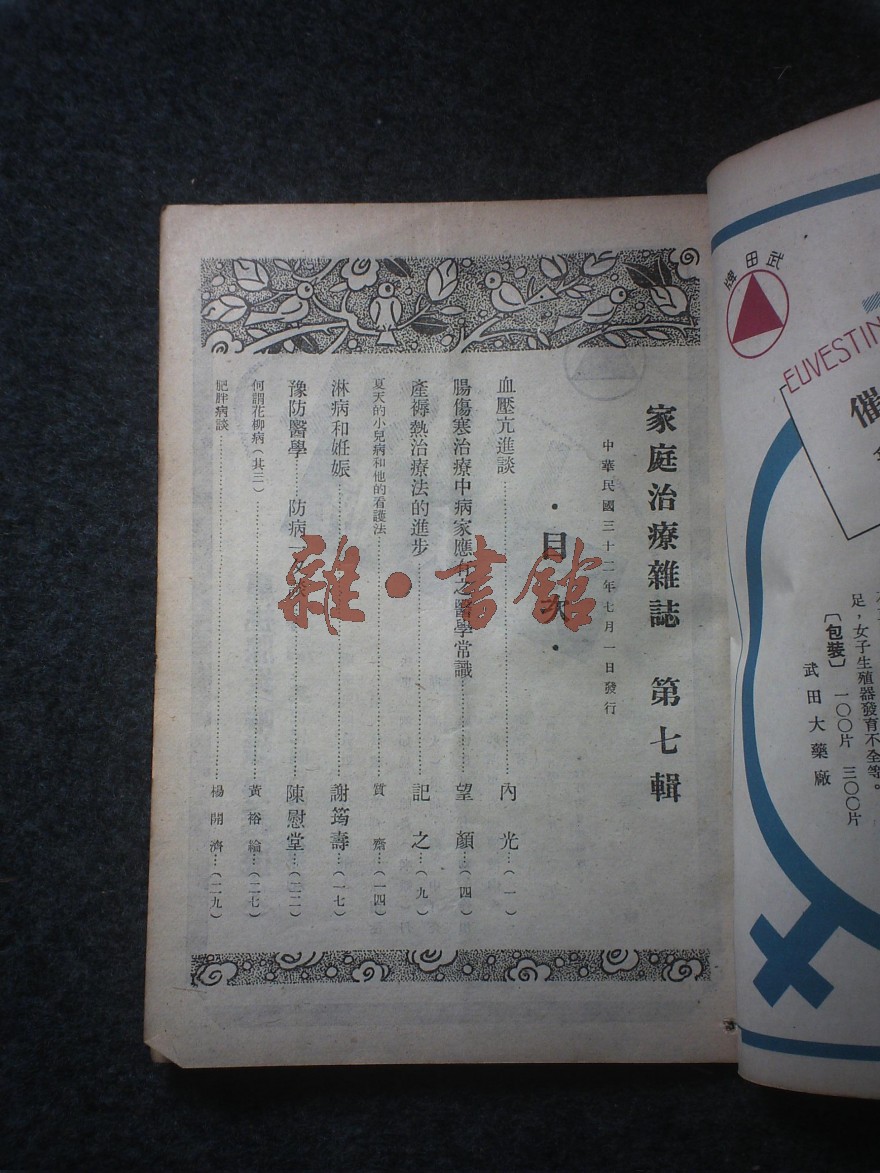 家庭治療雜誌 第七輯
中華民國三十二年七月一日發行
·目次·
血壓亢進談…………內光…(一)
腸傷寒治療中病家應有之醫學常識…………望顏…(四)
產褥熱治療法的進步…………記之…(九)
夏天的小兒病和他的看護法…………質齋…(一四)
淋病和妊娠…………謝筠壽…(一七)
豫防醫學……防病一夕談……陳慰堂…(二二)
何謂花柳病(其三)…………黃裕綸…(二七)
肥胖病談…………楊開濟…(二九)
雜·書館
武田牌
EUVESTIN
催
足,女子生殖器發育不全等。
〔包裝〕 一〇〇片 三〇〇片
武田大藥廠